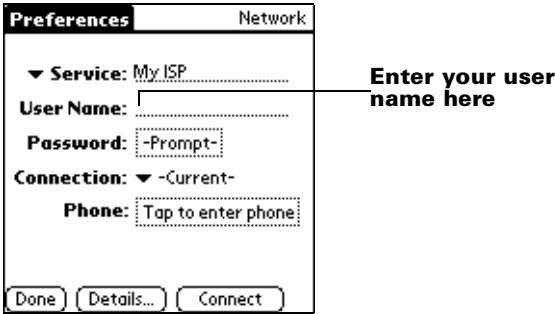 Preferences Network
Service: My ISP
User Name:
Password: -Prompt-
Connection: -Current-
Phone: Tap to enter phone
Done Details... Connect
Enter your user
name here